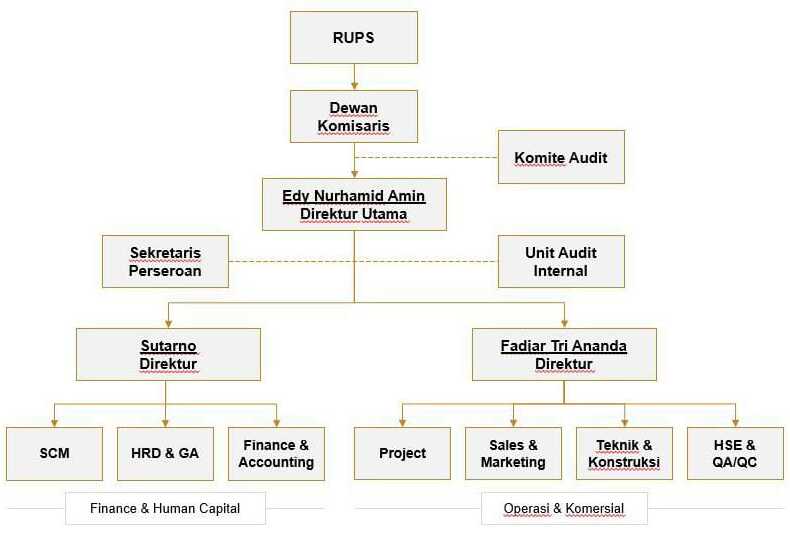 RUPS
Dewan
Komisaris
Komite Audit
Edy Nurhamid Amin
Direktur Utama
Sekretaris
Perseroan
Unit Audit
Internal
Sutarno
Direktur
Fadjar Tri Ananda
Direktur
SCM
HRD & GA
Finance &
Accounting
Project
Sales &
Marketing
Teknik &
Konstruksi
HSE &
QA/QC
Finance & Human Capital
Operasi & Komersial